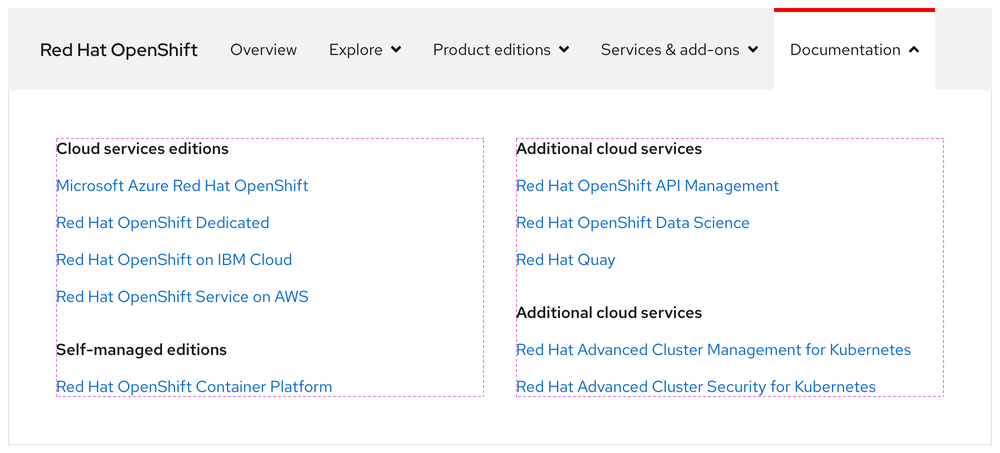 Red Hat OpenShift Overview Explore Product editions Services & add-ons Documentation
Cloud services editions
Microsoft Azure Red Hat OpenShift
Red Hat OpenShift Dedicated
Red Hat OpenShift on IBM Cloud
Red Hat OpenShift Service on AWS
Self-managed editions
Red Hat OpenShift Container Platform
Additional cloud services
Red Hat OpenShift API Management
Red Hat OpenShift Data Science
Red Hat Quay
Additional cloud services
Red Hat Advanced Cluster Management for Kubernetes
Red Hat Advanced Cluster Security for Kubernetes